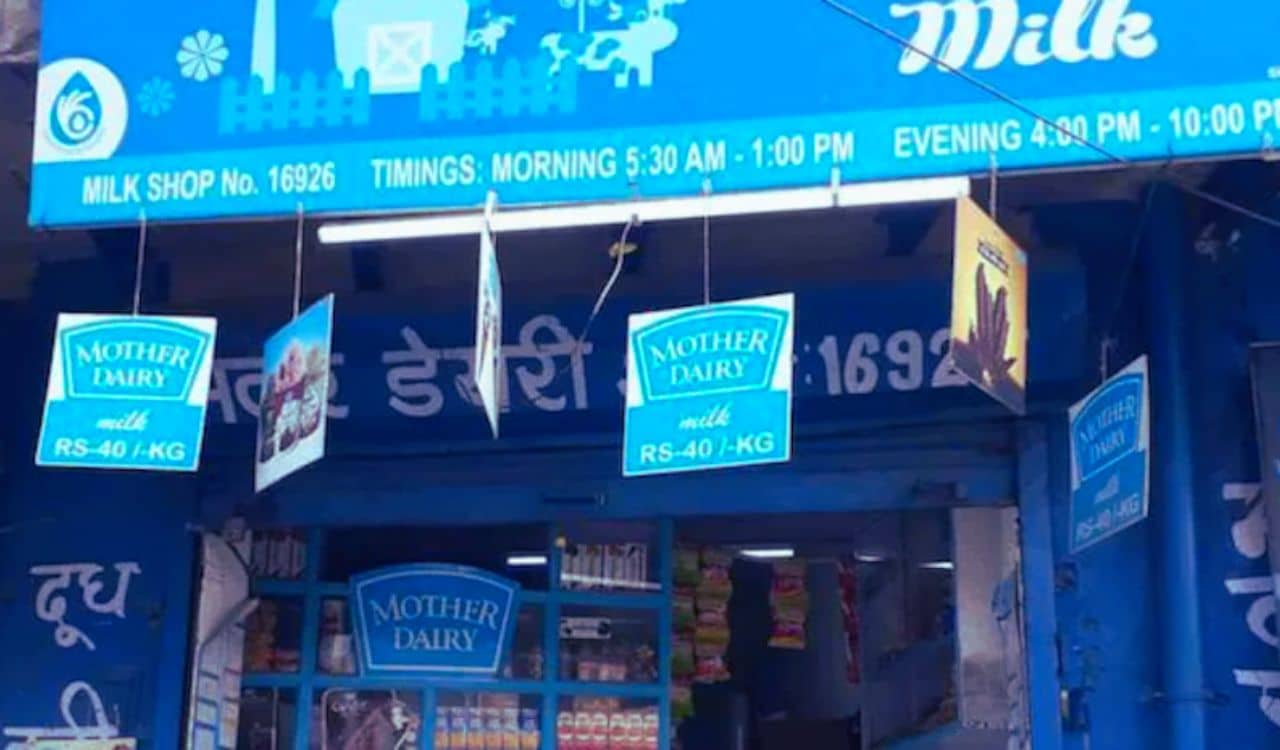 Milk
MILK SHOP No. 16926 TIMINGS: MORNING 5:30 AM - 1:00 PM EVENING 4:00 PM - 10:00 PM
MOTHER
DAIRY
milk
RS-40 /-KG
MOTHER
DAIRY
milk
RS-40 /-KG
डेयरी
MOTHER
DAIRY
milk
RS-40 /-KG
MOTHER
DAIRY
दूध